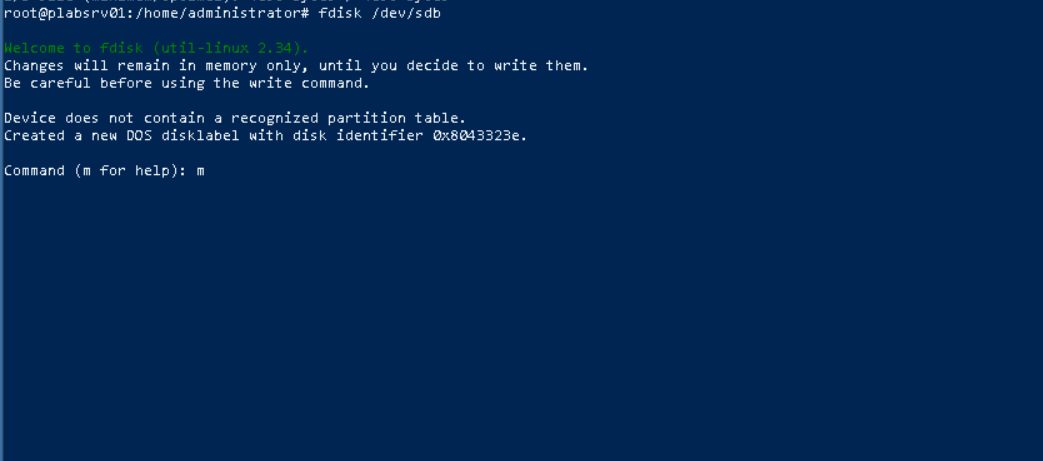 root@plabsrv01:/home/administrator# fdisk /dev/sdb
Welcome to fdisk (util-linux 2.34).
Changes will remain in memory only, until you decide to write them.
Be careful before using the write command.
Device does not contain a recognized partition table.
Created a new DOS disklabel with disk identifier 0x8043323e.
Command (m for help): m